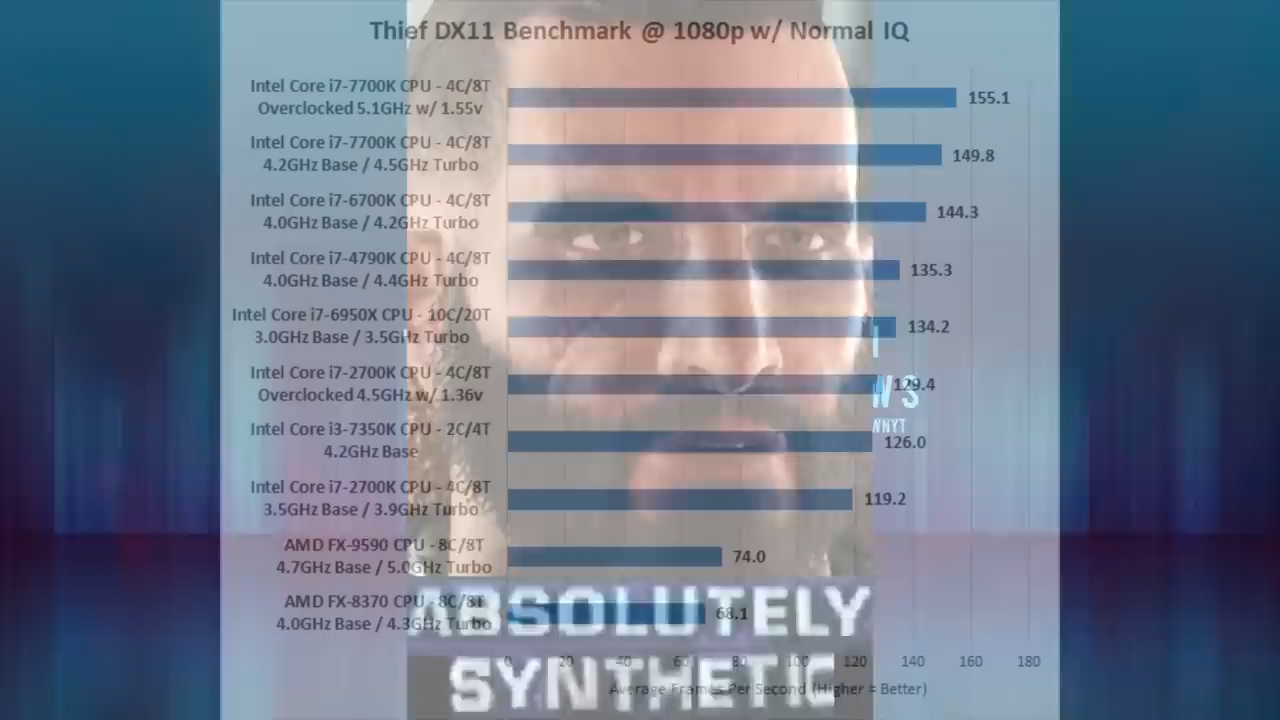 Thief DX11 Benchmark @ 1080p w/ Normal IQ
Intel Core i7-7700K CPU - 4C/8T
Overclocked 5.1GHz w/ 1.55v
155.1
Intel Core i7-7700K CPU - 4C/8T
4.2GHz Base / 4.5GHz Turbo
149.8
Intel Core i7-6700K CPU - 4C/8T
4.0GHz Base / 4.2GHz Turbo
144.3
Intel Core i7-4790K CPU - 4C/8T
4.0GHz Base / 4.4GHz Turbo
135.3
Intel Core i7-6950X CPU - 10C/20T
3.0GHz Base / 3.5GHz Turbo
134.2
Intel Core i7-2700K CPU - 4C/8T
Overclocked 4.5GHz w/ 1.36v
129.4
Intel Core i3-7350K CPU - 2C/4T
4.2GHz Base
126.0
Intel Core i7-2700K CPU - 4C/8T
3.5GHz Base / 3.9GHz Turbo
119.2
AMD FX-9590 CPU - 8C/8T
4.7GHz Base / 5.0GHz Turbo
74.0
AMD FX-8370 CPU - 8C/8T
4.0GHz Base / 4.3GHz Turbo
68.1
0 20 40 60 80 100 120 140 160 180
Average Frames Per Second (Higher = Better)
ABSOLUTELY
SYNTHETIC